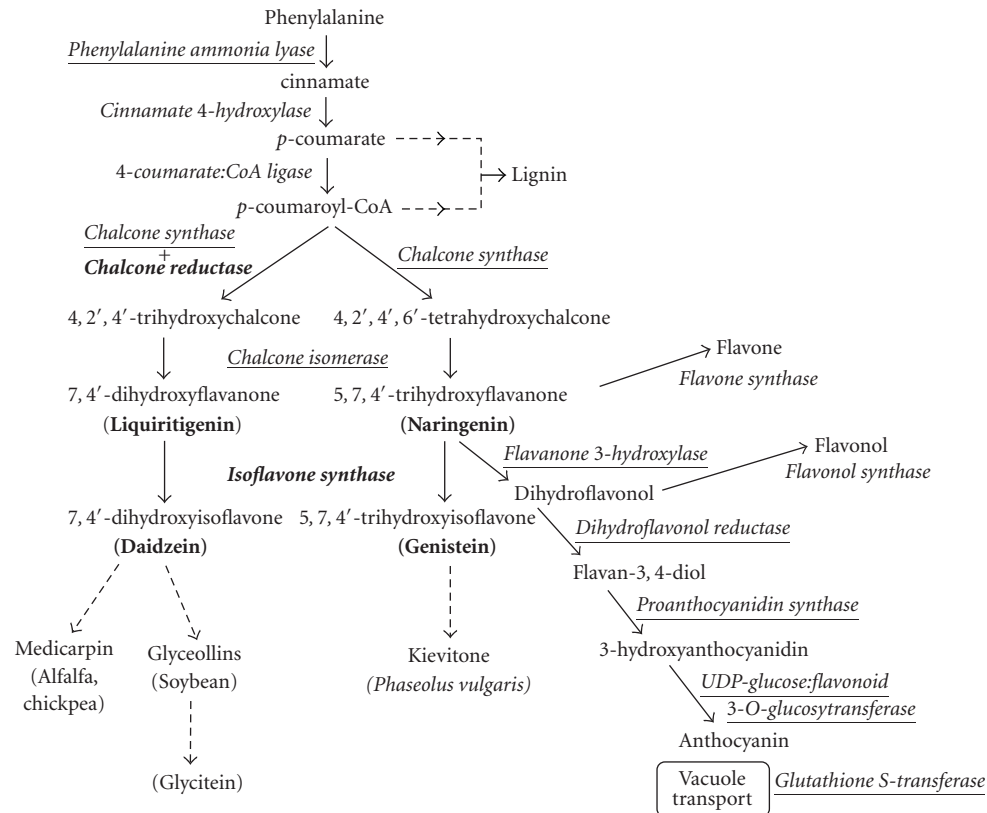 Phenylalanine
Phenylalanine ammonia lyase
cinnamate
Cinnamate 4-hydroxylase
p-coumarate
4-coumarate:CoA ligase
Lignin
p-coumaroyl-CoA
Chalcone synthase
+
Chalcone reductase
Chalcone synthase
4, 2′, 4′-trihydroxychalcone
4, 2′, 4′, 6′-tetrahydroxychalcone
Chalcone isomerase
Flavone
Flavone synthase
7, 4′-dihydroxyflavanone
(Liquiritigenin)
5, 7, 4′-trihydroxyflavanone
(Naringenin)
Flavanone 3-hydroxylase
Flavonol
Flavonol synthase
Isoflavone synthase
Dihydroflavonol
7, 4′-dihydroxyisoflavone
(Daidzein)
5, 7, 4′-trihydroxyisoflavone
(Genistein)
Dihydroflavonol reductase
Flavan-3, 4-diol
Proanthocyanidin synthase
3-hydroxyanthocyanidin
Medicarpin
(Alfalfa,
chickpea)
Glyceollins
(Soybean)
Kievitone
(Phaseolus vulgaris)
UDP-glucose:flavonoid
3-O-glucosytransferase
Anthocyanin
(Glycitein)
Vacuole
transport
Glutathione S-transferase